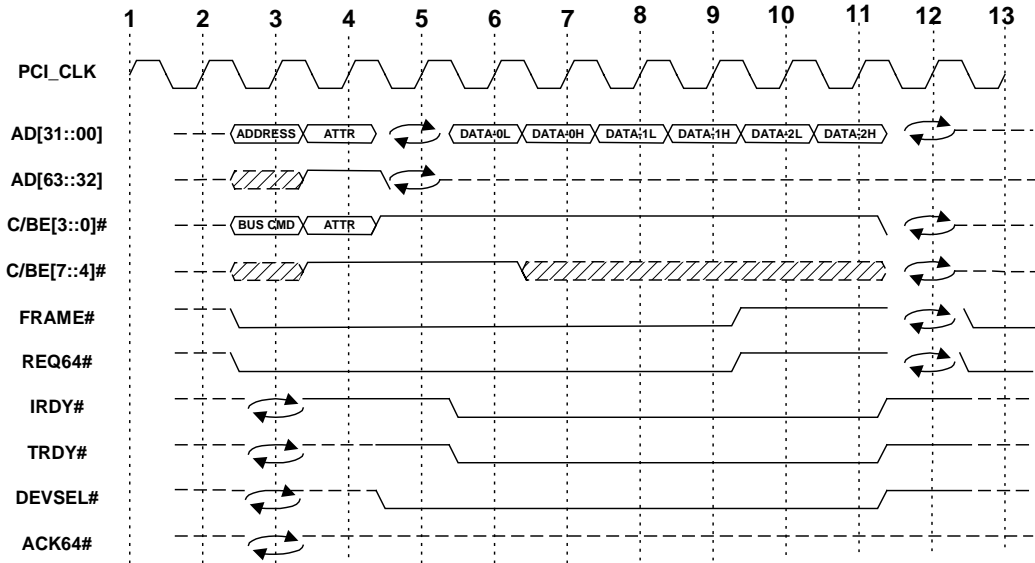 1 2 3 4 5 6 7 8 9 10 11 12 13
PCI_CLK
AD[31::00] ADDRESS ATTR DATA-0L DATA-0H DATA-1L DATA-1H DATA-2L DATA-2H
AD[63::32]
C/BE[3::0]# BUS CMD ATTR
C/BE[7::4]#
FRAME#
REQ64#
IRDY#
TRDY#
DEVSEL#
ACK64#